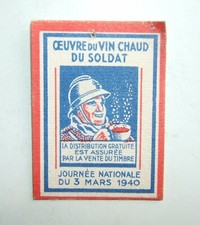 ŒUVRE DU VIN CHAUD
DU SOLDAT
LA DISTRIBUTION GRATUITE
EST ASSURÉE
PAR LA VENTE DU TIMBRE
JOURNÉE NATIONALE
DU 3 MARS 1940